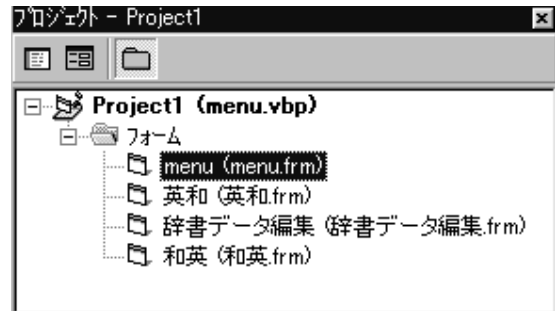 プロジェクト - Project1
Project1 (menu.vbp)
フォーム
menu (menu.frm)
英和 (英和.frm)
辞書データ編集 (辞書データ編集.frm)
和英 (和英.frm)